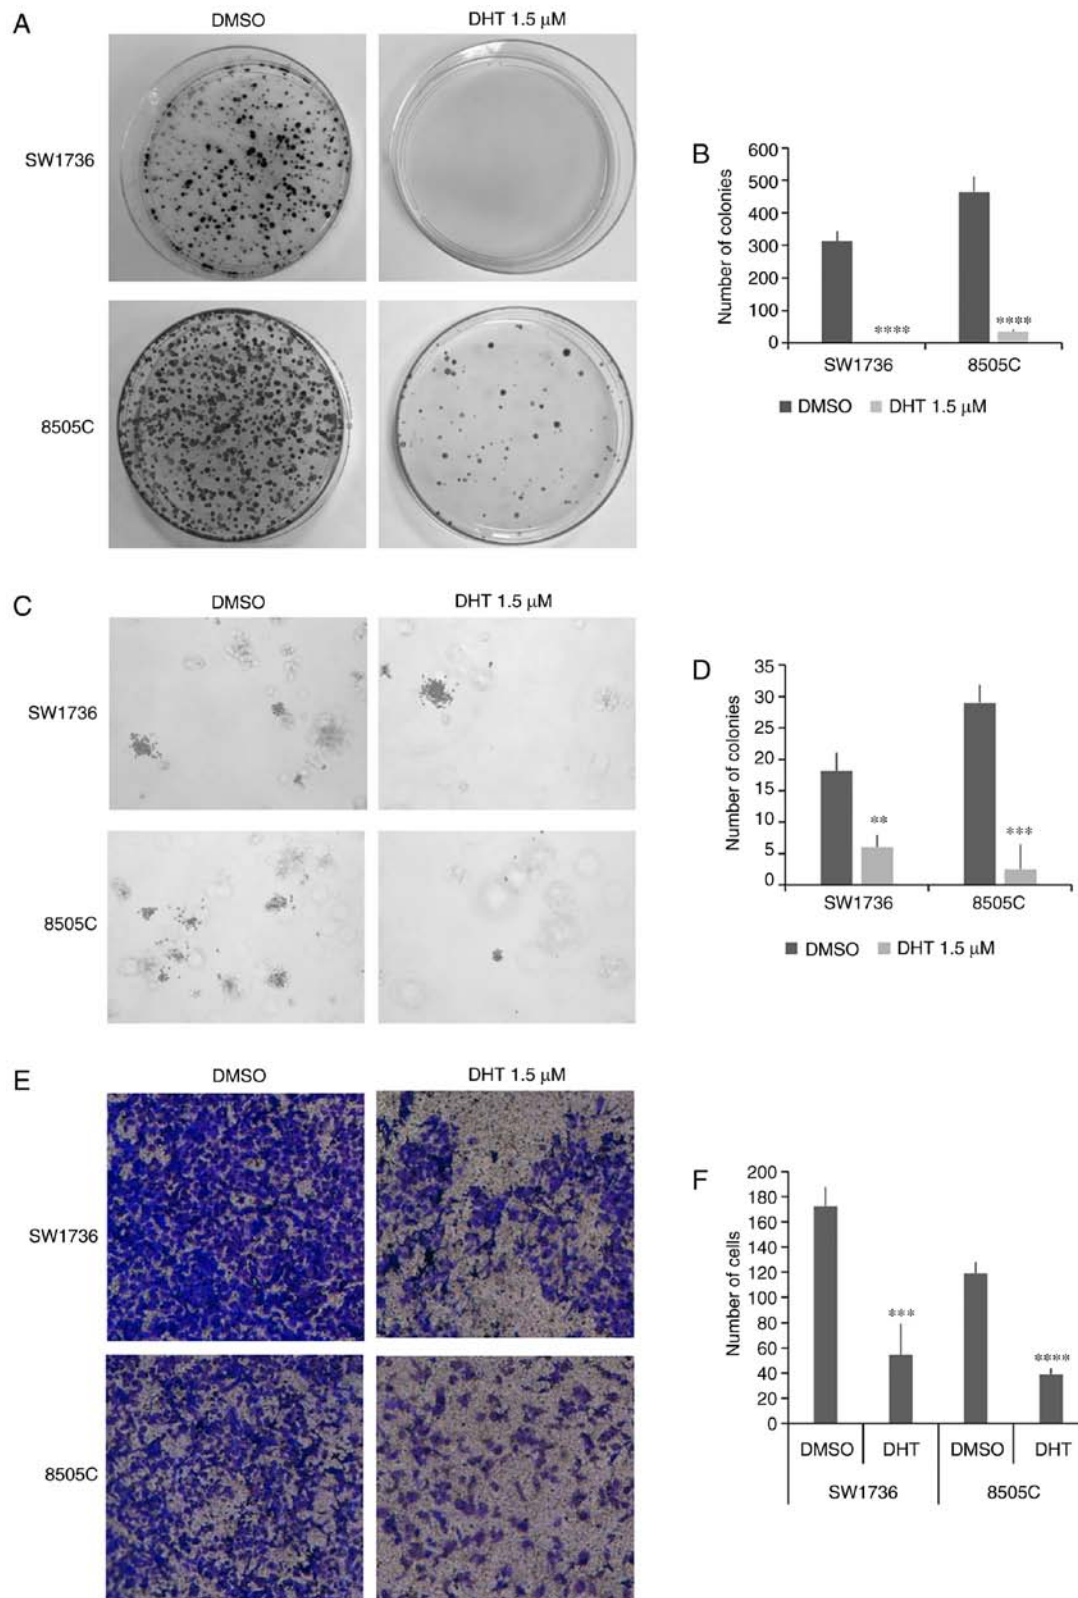 A
DMSO
DHT 1.5 μM
SW1736
8505C
B
Number of colonies
600
500
400
300
200
100
0
****
****
SW1736
8505C
DMSO
DHT 1.5 μM
C
DMSO
DHT 1.5 μM
SW1736
8505C
D
Number of colonies
35
30
25
20
15
10
5
0
**
***
SW1736
8505C
DMSO
DHT 1.5 μM
E
DMSO
DHT 1.5 μM
SW1736
8505C
F
Number of cells
200
180
160
140
120
100
80
60
40
20
0
***
****
DMSO
DHT
DMSO
DHT
SW1736
8505C